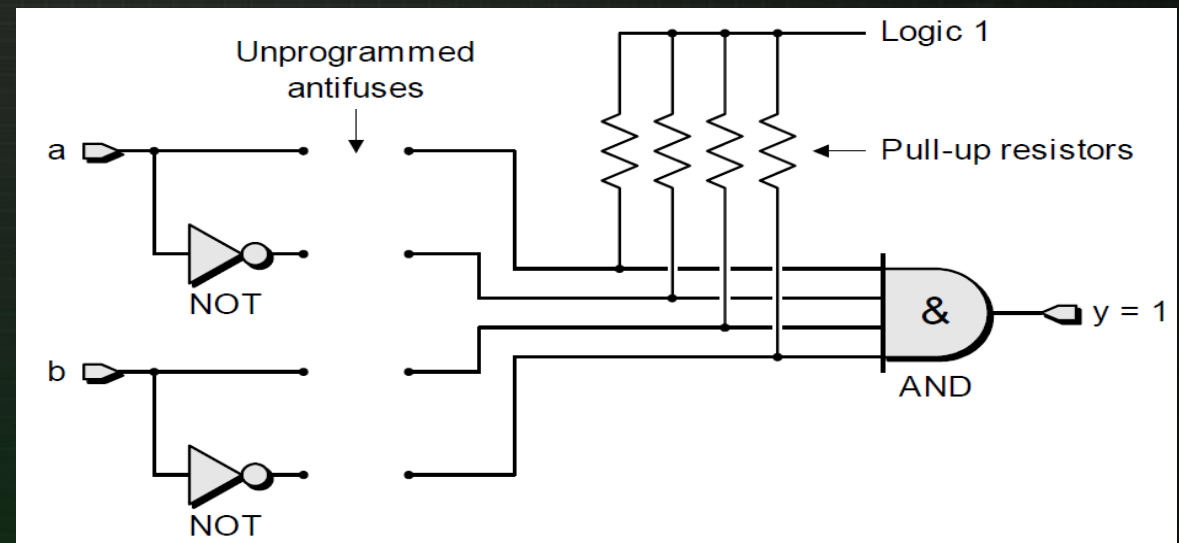 Logic 1
Unprogrammed
antifuses
a
Pull-up resistors
NOT
&
y = 1
b
AND
NOT